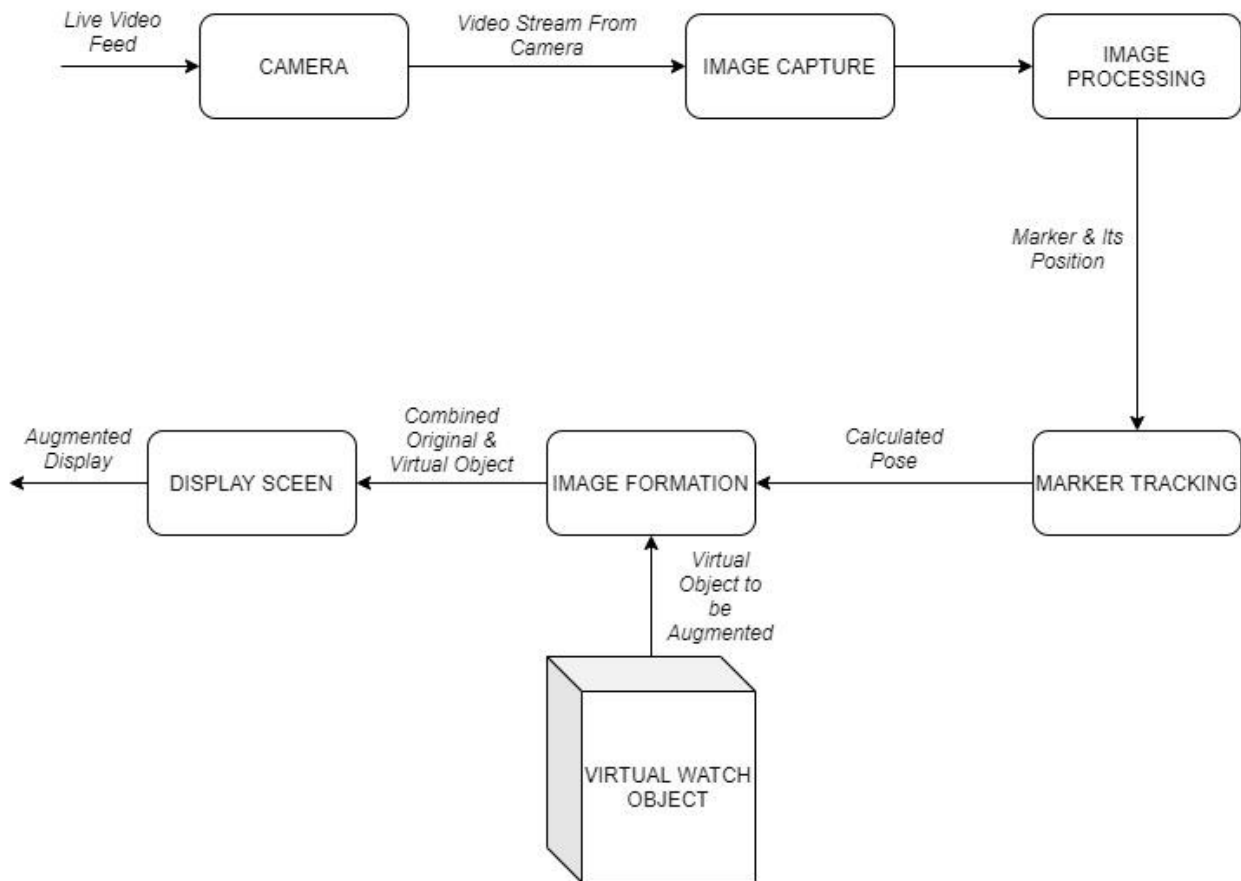 Live Video
Feed
CAMERA
Video Stream From
Camera
IMAGE CAPTURE
IMAGE
PROCESSING
Marker & Its
Position
MARKER TRACKING
Calculated
Pose
IMAGE FORMATION
Combined
Original &
Virtual Object
DISPLAY SCEEN
Augmented
Display
Virtual
Object to
be
Augmented
VIRTUAL WATCH
OBJECT